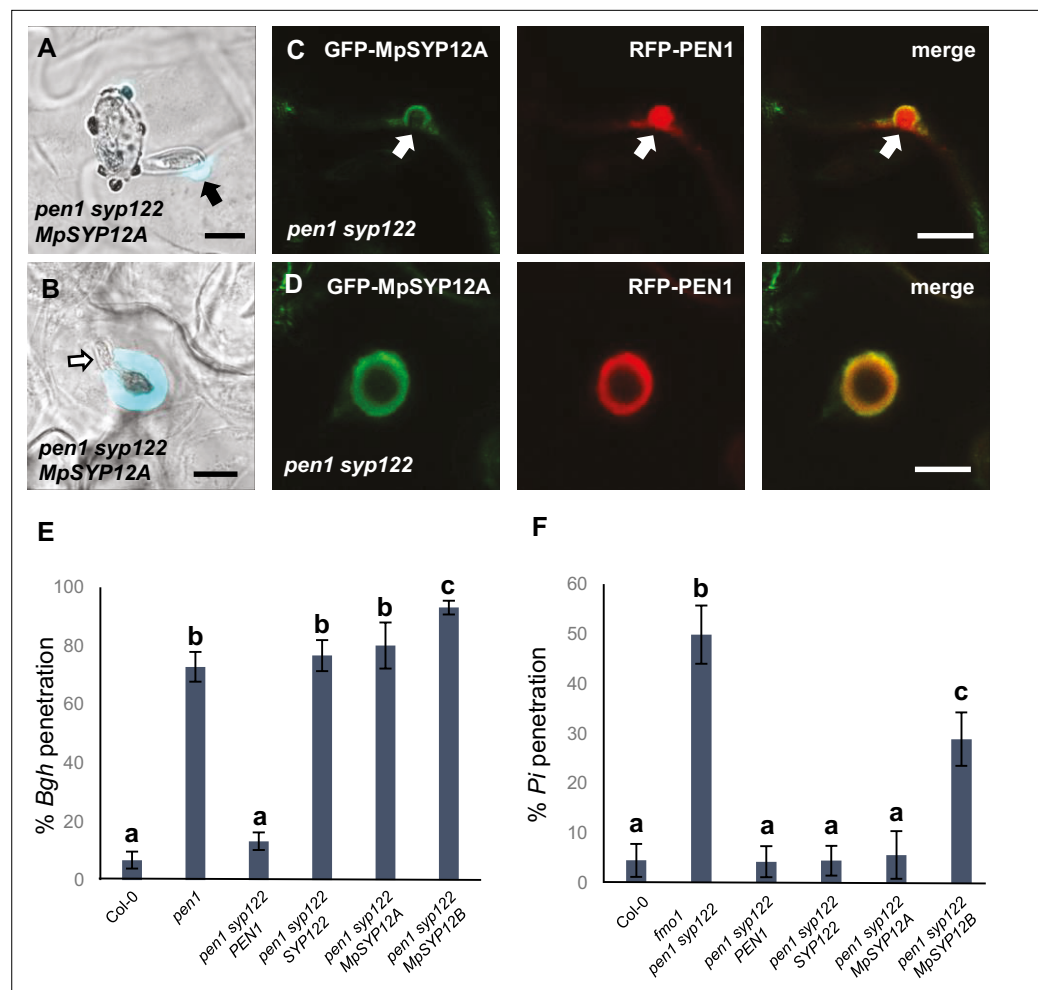 A
pen1 syp122
MpSYP12A
C GFP-MpSYP12A RFP-PEN1 merge
pen1 syp122
B
pen1 syp122
MpSYP12A
D GFP-MpSYP12A RFP-PEN1 merge
pen1 syp122
E
% Bgh penetration
100
80
60
40
20
0
a
b
a
b
b
c
Col-0
pen1
pen1 syp122
PEN1
pen1 syp122
SYP122
pen1 syp122
MpSYP12A
pen1 syp122
MpSYP12B
F
% Pi penetration
60
50
40
30
20
10
0
a
b
a
a
a
c
Col-0
fmo1
pen1 syp122
pen1 syp122
PEN1
pen1 syp122
SYP122
pen1 syp122
MpSYP12A
pen1 syp122
MpSYP12B